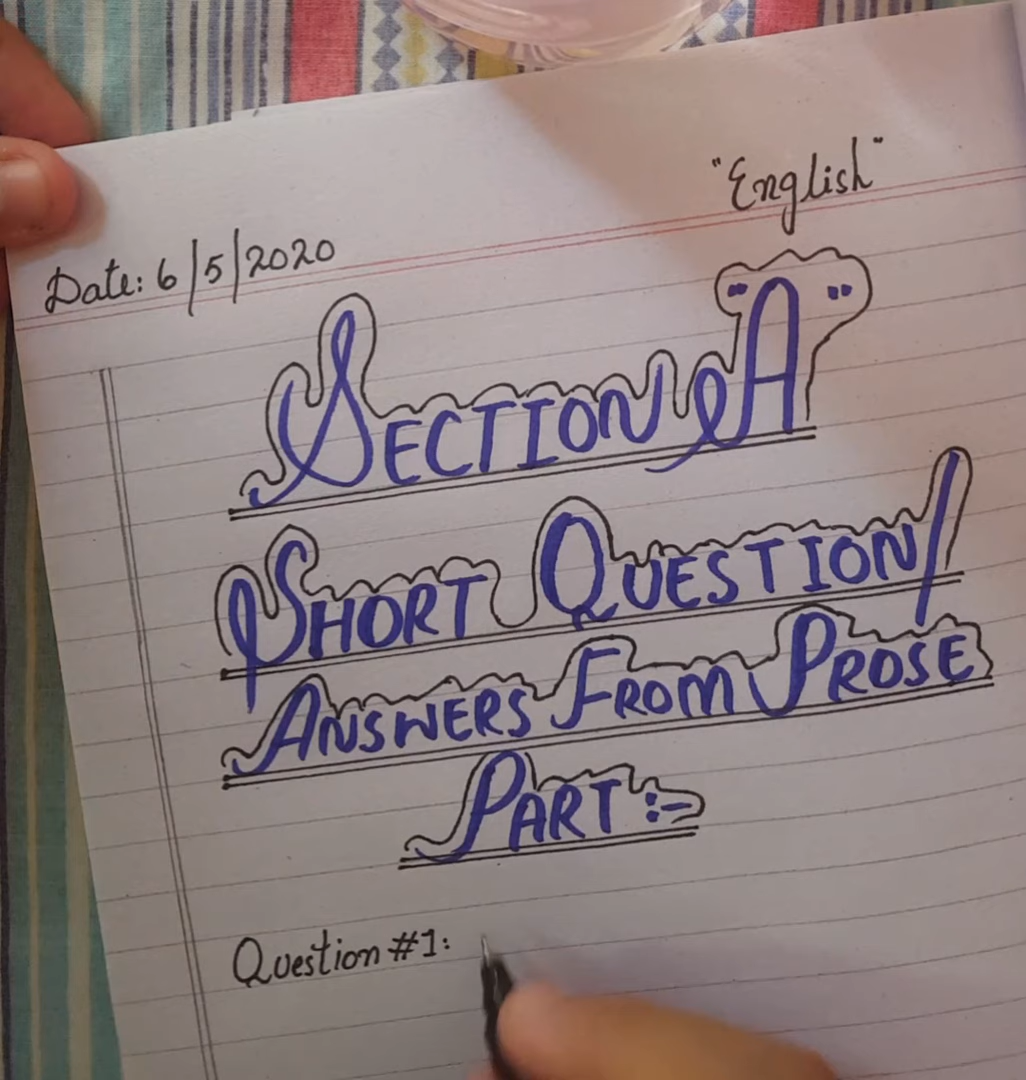 "English"
Date: 6/5/2020
SECTION "A"
SHORT QUESTION/
ANSWERS FROM PROSE
PART :-
Question #1: